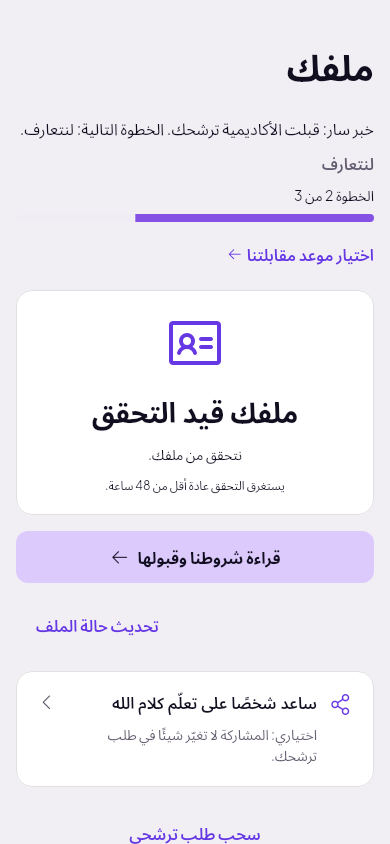 ملفك
خبر سار: قبلت الأكاديمية ترشحك. الخطوة التالية: لنتعارف.
لنتعارف
الخطوة 2 من 3
اختيار موعد مقابلتنا ←
ملفك قيد التحقق
نتحقق من ملفك.
يستغرق التحقق عادة أقل من 48 ساعة.
قراءة شروطنا وقبولها ←
تحديث حالة الملف
ساعد شخصًا على تعلّم كلام الله
اختياري: المشاركة لا تغيّر شيئًا في طلب
ترشحك.
سحب طلب ترشحي